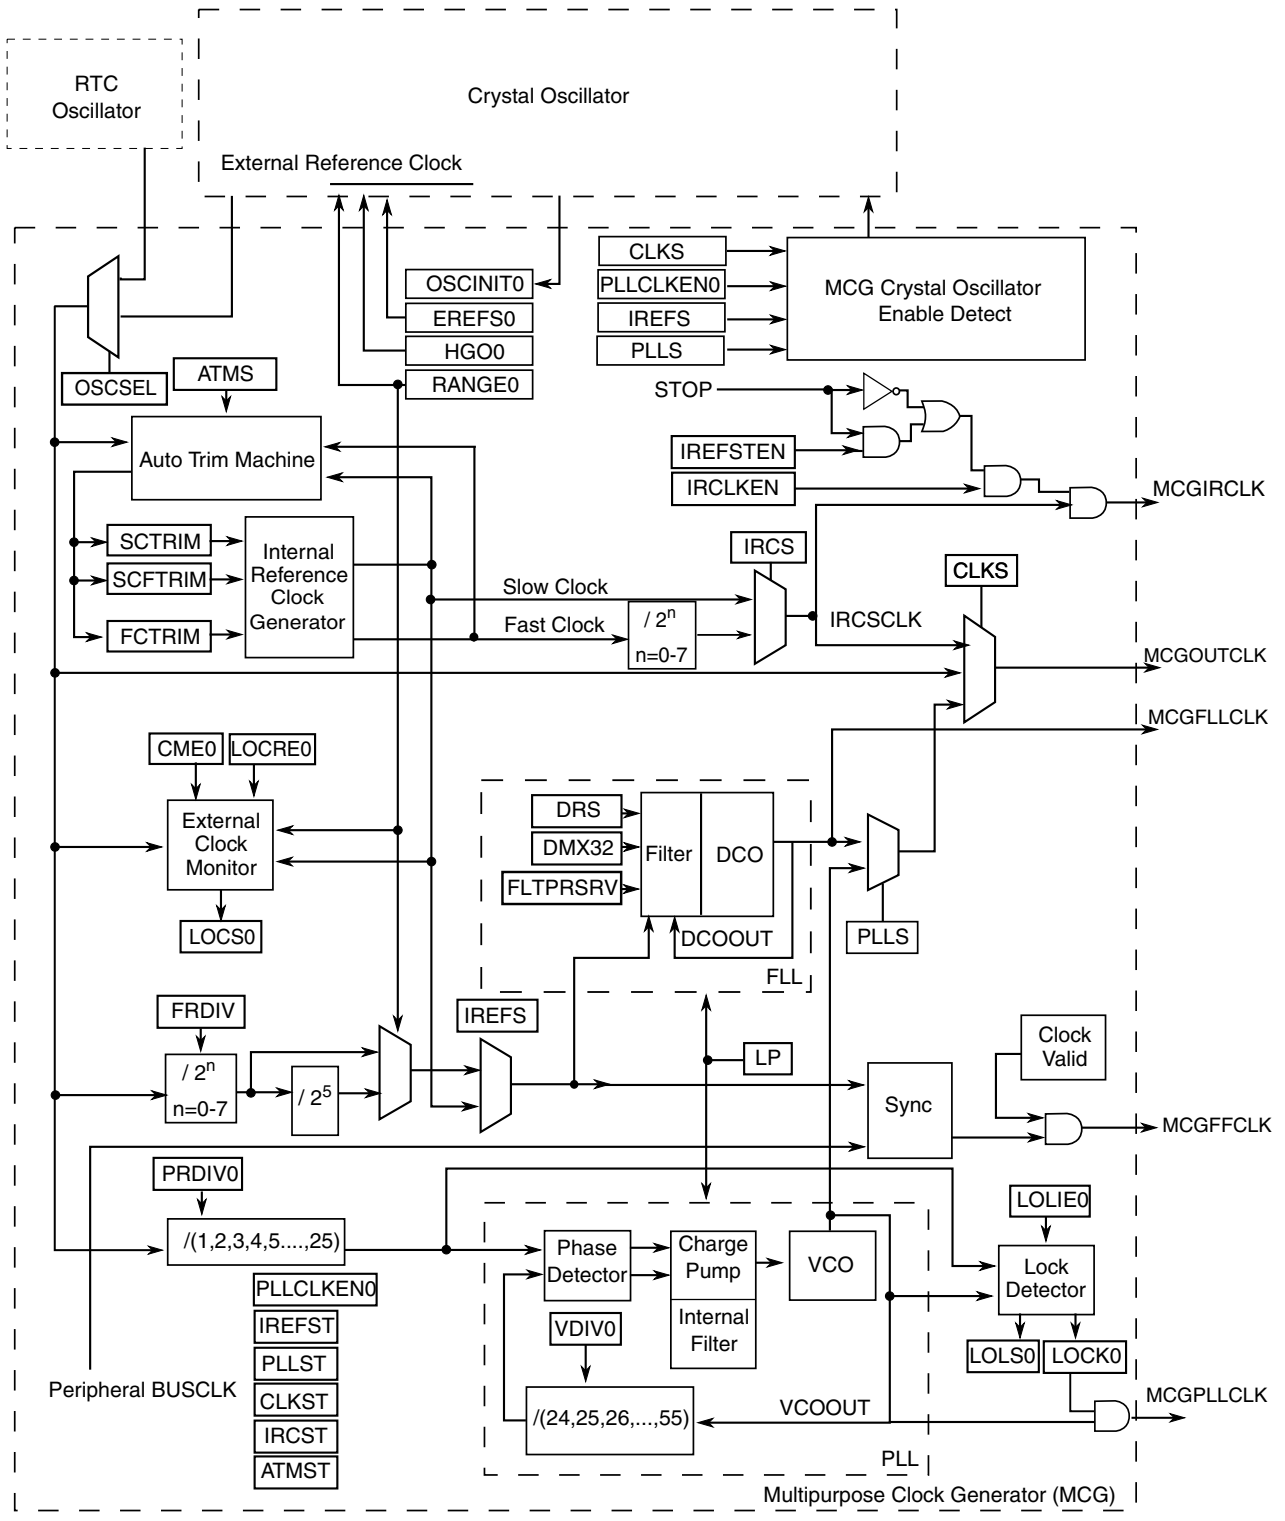 RTC
Oscillator
Crystal Oscillator
External Reference Clock
OSCINIT0
EREFS0
HGO0
RANGE0
CLKS
PLLCLKEN0
IREFS
PLLS
MCG Crystal Oscillator
Enable Detect
OSCSEL
ATMS
Auto Trim Machine
STOP
IREFSTEN
IRCLKEN
MCGIRCLK
SCTRIM
SCFTRIM
FCTRIM
Internal
Reference
Clock
Generator
IRCS
CLKS
Slow Clock
Fast Clock
/ 2n
n=0-7
IRCSCLK
MCGOUTCLK
MCGFLLCLK
CME0
LOCRE0
External
Clock
Monitor
LOCS0
DRS
DMX32
FLTPRSRV
Filter
DCO
DCOOUT
FLL
PLLS
FRDIV
/ 2n
n=0-7
/ 25
IREFS
LP
Clock
Valid
Sync
MCGFFCLK
PRDIV0
/(1,2,3,4,5....,25)
PLLCLKEN0
IREFST
PLLST
CLKST
IRCST
ATMST
Peripheral BUSCLK
Phase
Detector
Charge
Pump
Internal
Filter
VCO
VDIV0
/(24,25,26,...,55)
VCOOUT
PLL
LOLIE0
Lock
Detector
LOLS0
LOCK0
MCGPLLCLK
Multipurpose Clock Generator (MCG)